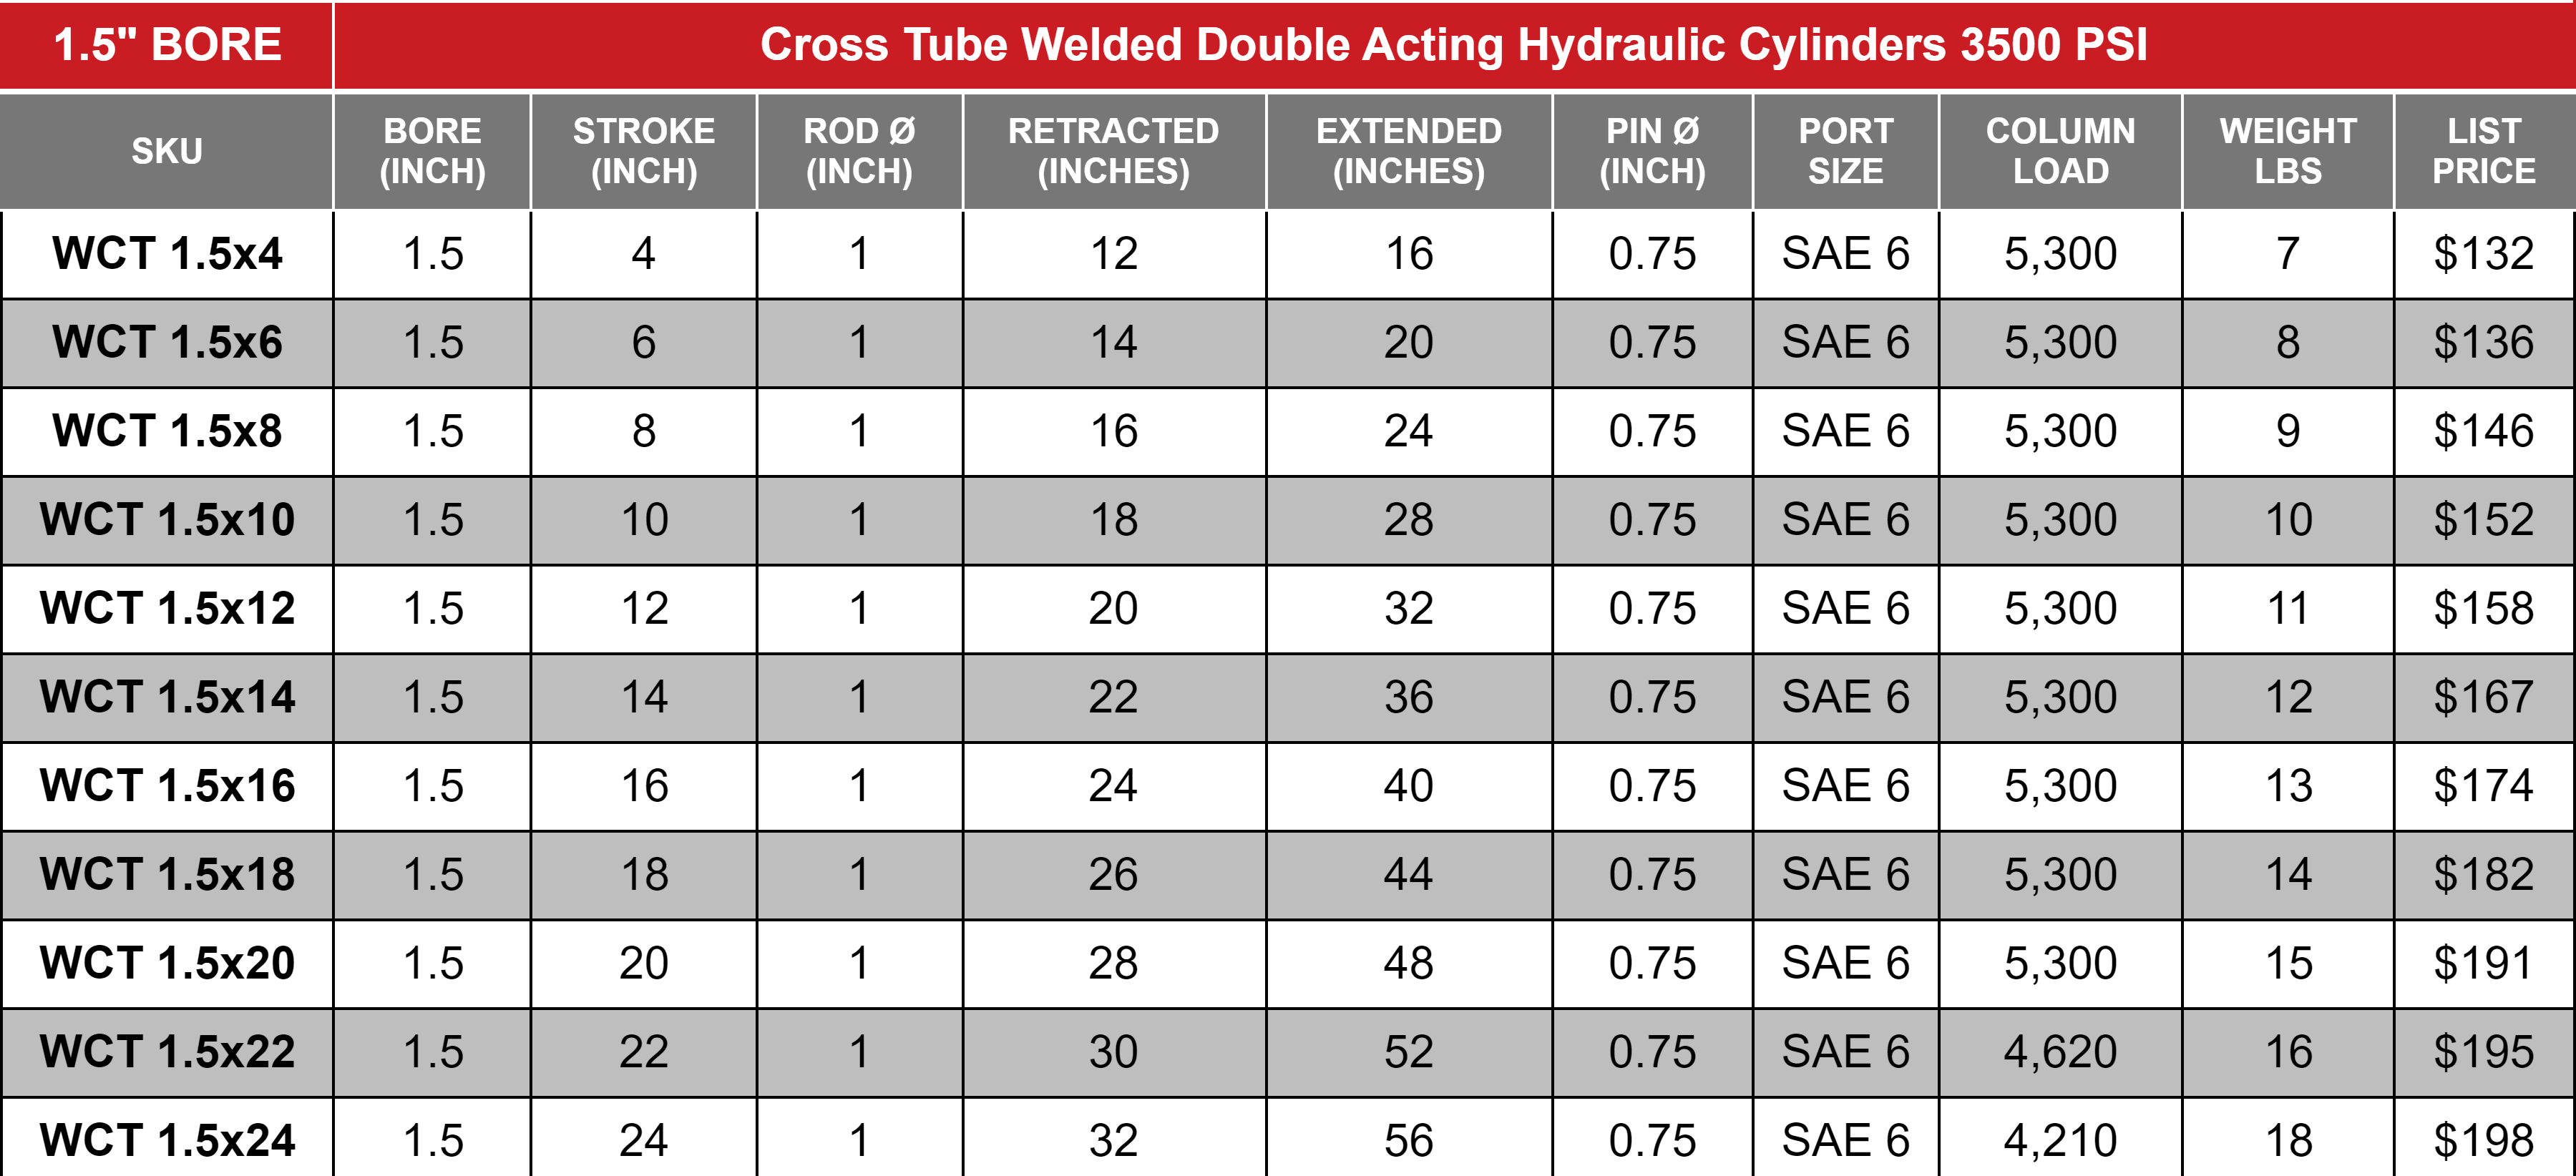 1.5" BORE Cross Tube Welded Double Acting Hydraulic Cylinders 3500 PSI
SKU BORE (INCH) STROKE (INCH) ROD Ø (INCH) RETRACTED (INCHES) EXTENDED (INCHES) PIN Ø (INCH) PORT SIZE COLUMN LOAD WEIGHT LBS LIST PRICE
WCT 1.5x4 1.5 4 1 12 16 0.75 SAE 6 5,300 7 $132
WCT 1.5x6 1.5 6 1 14 20 0.75 SAE 6 5,300 8 $136
WCT 1.5x8 1.5 8 1 16 24 0.75 SAE 6 5,300 9 $146
WCT 1.5x10 1.5 10 1 18 28 0.75 SAE 6 5,300 10 $152
WCT 1.5x12 1.5 12 1 20 32 0.75 SAE 6 5,300 11 $158
WCT 1.5x14 1.5 14 1 22 36 0.75 SAE 6 5,300 12 $167
WCT 1.5x16 1.5 16 1 24 40 0.75 SAE 6 5,300 13 $174
WCT 1.5x18 1.5 18 1 26 44 0.75 SAE 6 5,300 14 $182
WCT 1.5x20 1.5 20 1 28 48 0.75 SAE 6 5,300 15 $191
WCT 1.5x22 1.5 22 1 30 52 0.75 SAE 6 4,620 16 $195
WCT 1.5x24 1.5 24 1 32 56 0.75 SAE 6 4,210 18 $198